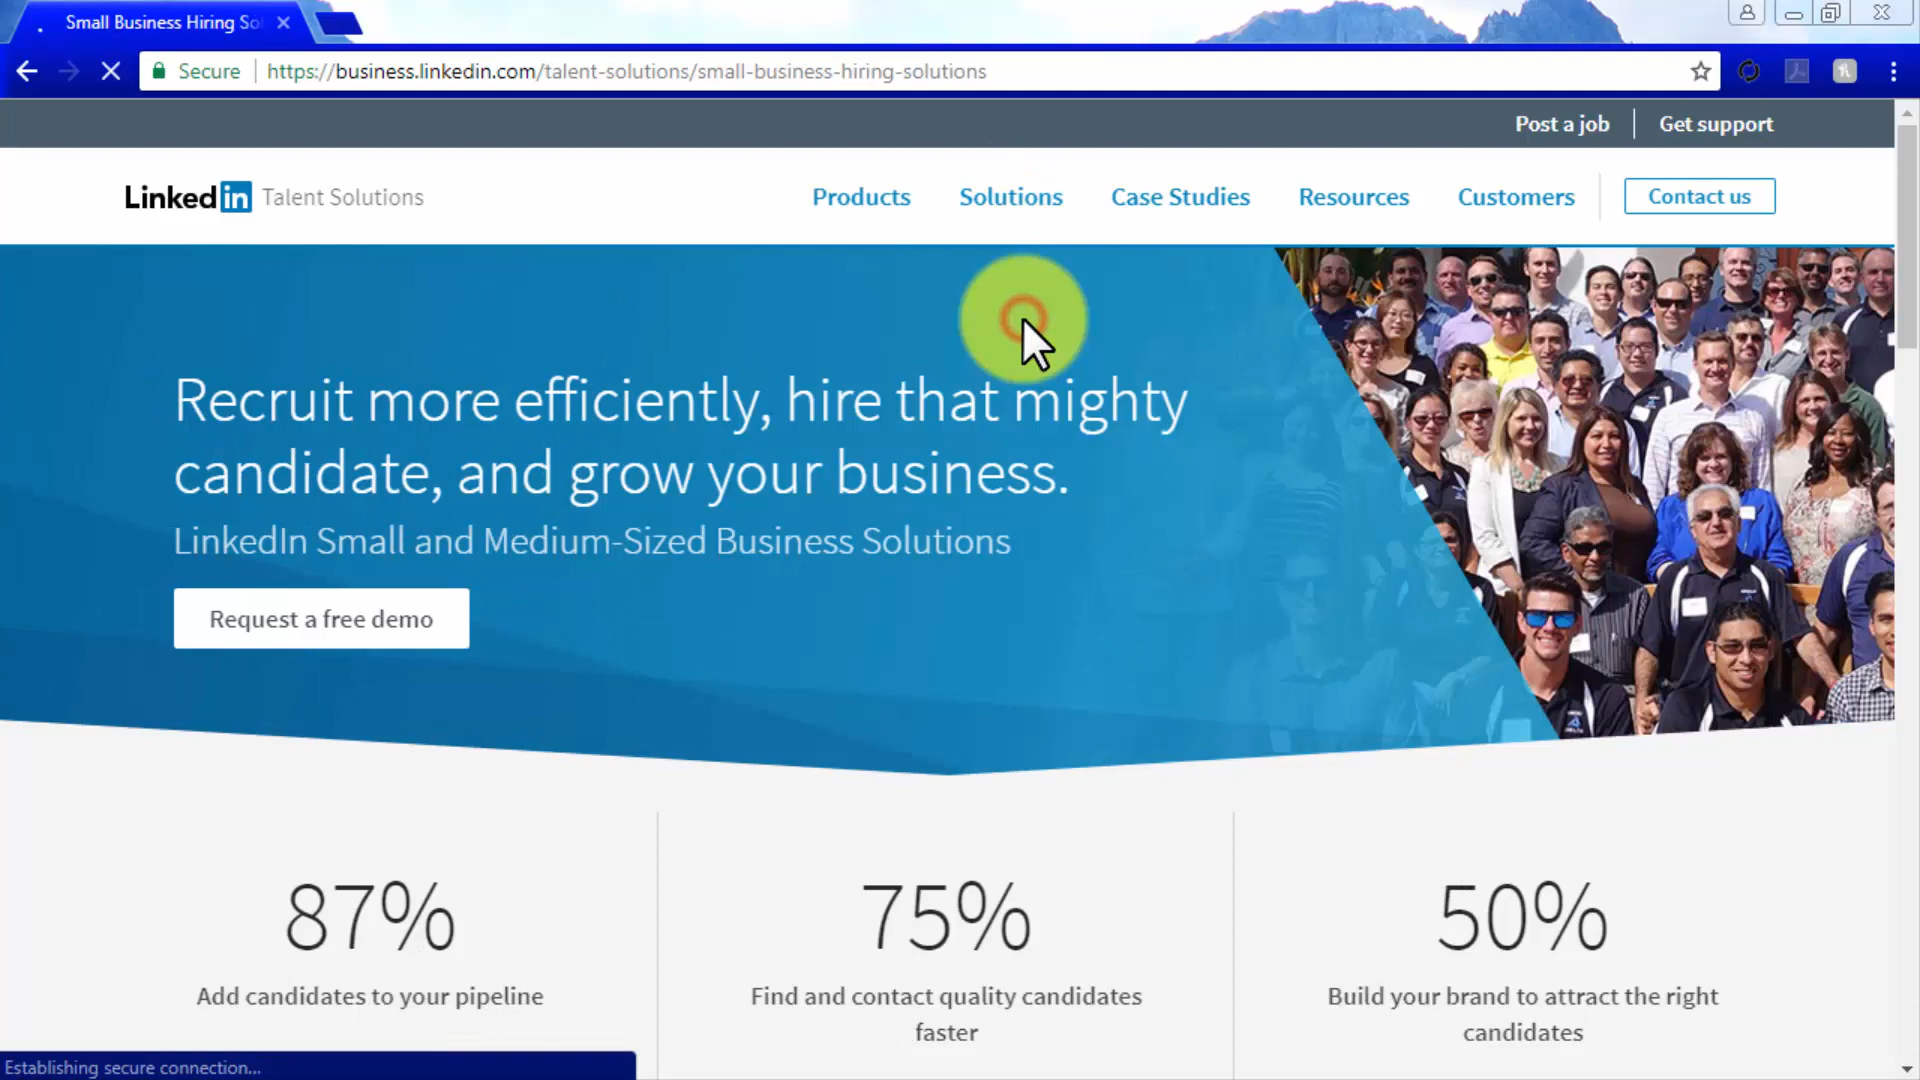 Small Business Hiring So
Secure
https://business.linkedin.com/talent-solutions/small-business-hiring-solutions
Post a job
Get support
Linked in Talent Solutions
Products
Solutions
Case Studies
Resources
Customers
Contact us
Recruit more efficiently, hire that mighty
candidate, and grow your business.
LinkedIn Small and Medium-Sized Business Solutions
Request a free demo
87%
Add candidates to your pipeline
75%
Find and contact quality candidates
faster
50%
Build your brand to attract the right
candidates
Establishing secure connection...